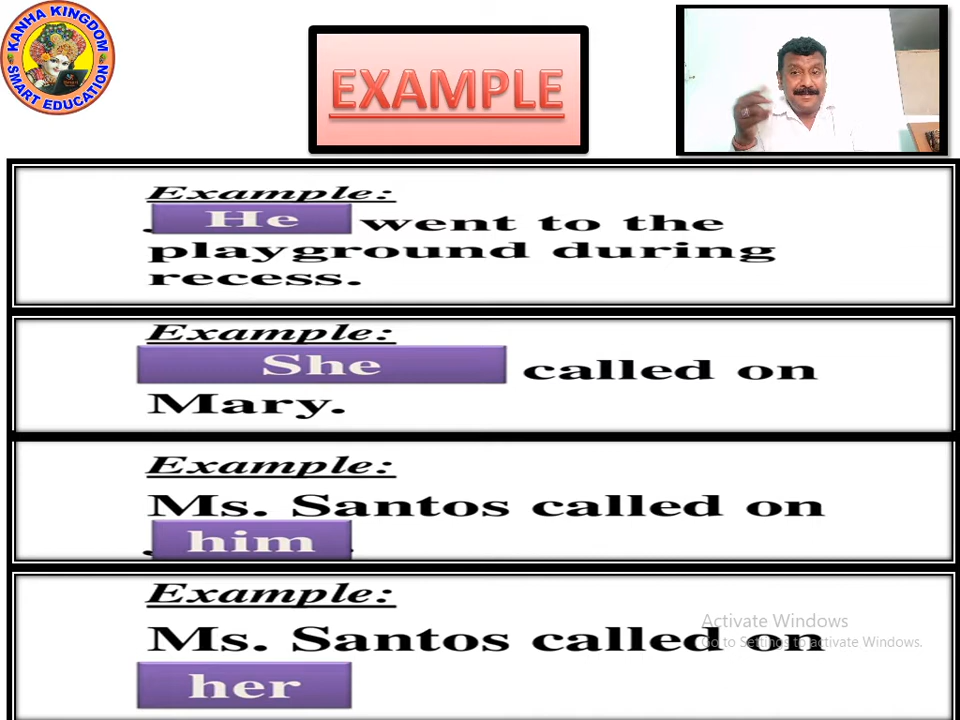 KANHA KINGDOM
SMART EDUCATION
EXAMPLE
Example:
He went to the
playground during
recess.
Example:
She called on
Mary.
Example:
Ms. Santos called on
him
Example:
Ms. Santos called on
her
Activate Windows
Go to Settings to activate Windows.